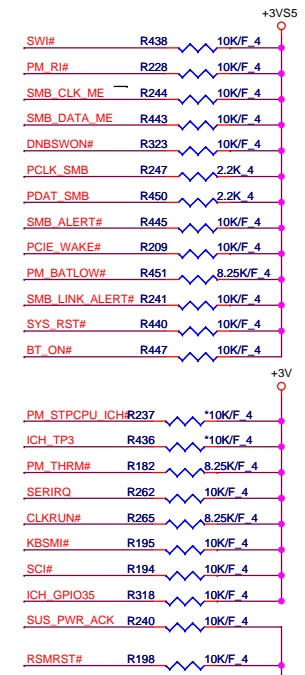 +3VS5
SWI# R438 10K/F_4
PM_RI# R228 10K/F_4
SMB_CLK_ME R244 10K/F_4
SMB_DATA_ME R443 10K/F_4
DNBSWON# R323 10K/F_4
PCLK_SMB R247 2.2K_4
PDAT_SMB R450 2.2K_4
SMB_ALERT# R445 10K/F_4
PCIE_WAKE# R209 10K/F_4
PM_BATLOW# R451 8.25K/F_4
SMB_LINK_ALERT# R241 10K/F_4
SYS_RST# R440 10K/F_4
BT_ON# R447 10K/F_4
+3V
PM_STPCPU_ICH# R237 *10K/F_4
ICH_TP3 R436 *10K/F_4
PM_THRM# R182 8.25K/F_4
SERIRQ R262 10K/F_4
CLKRUN# R265 8.25K/F_4
KBSMI# R195 10K/F_4
SCI# R194 10K/F_4
ICH_GPIO35 R318 10K/F_4
SUS_PWR_ACK R240 10K/F_4
RSMRST# R198 10K/F_4